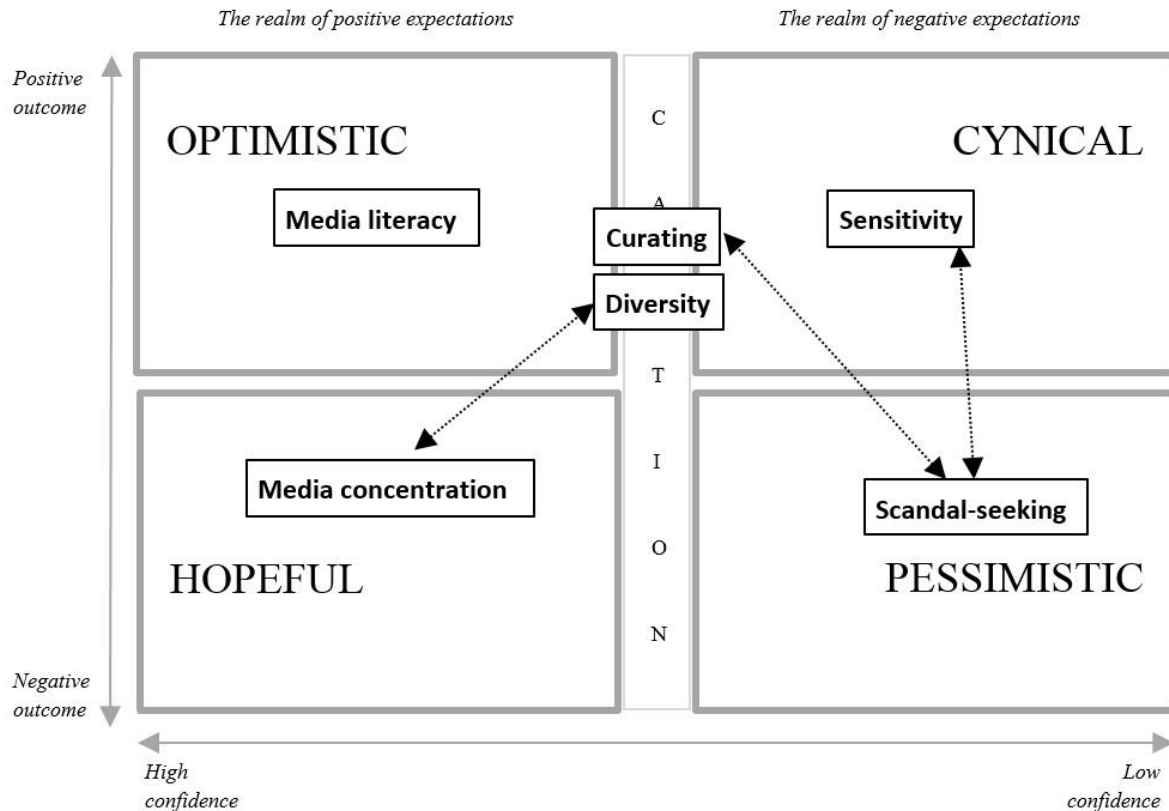 The realm of positive expectations
The realm of negative expectations
Positive
outcome
OPTIMISTIC
Media literacy
C
A
T
I
O
N
Curating
Diversity
CYNICAL
Sensitivity
Media concentration
HOPEFUL
Scandal-seeking
PESSIMISTIC
Negative
outcome
High
confidence
Low
confidence